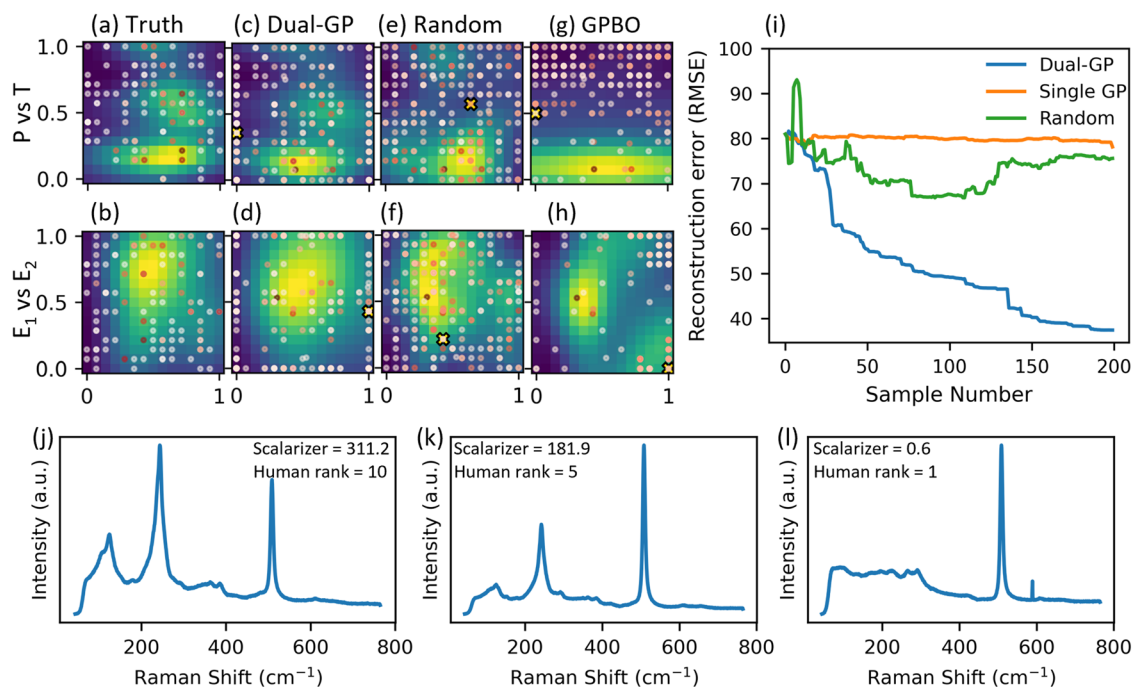 (a) Truth
(c) Dual-GP
(e) Random
(g) GPBO
P vs T
1.0
0.5
0.0
(b)
(d)
(f)
(h)
E1 vs E2
1.0
0.5
0.0
0
1
0
1
0
1
0
1
(i)
Reconstruction error (RMSE)
100
90
80
70
60
50
40
Dual-GP
Single GP
Random
0
50
100
150
200
Sample Number
(j)
Scalarizer = 311.2
Human rank = 10
Intensity (a.u.)
200
400
600
800
Raman Shift (cm⁻¹)
(k)
Scalarizer = 181.9
Human rank = 5
Intensity (a.u.)
200
400
600
800
Raman Shift (cm⁻¹)
(l)
Scalarizer = 0.6
Human rank = 1
Intensity (a.u.)
200
400
600
800
Raman Shift (cm⁻¹)